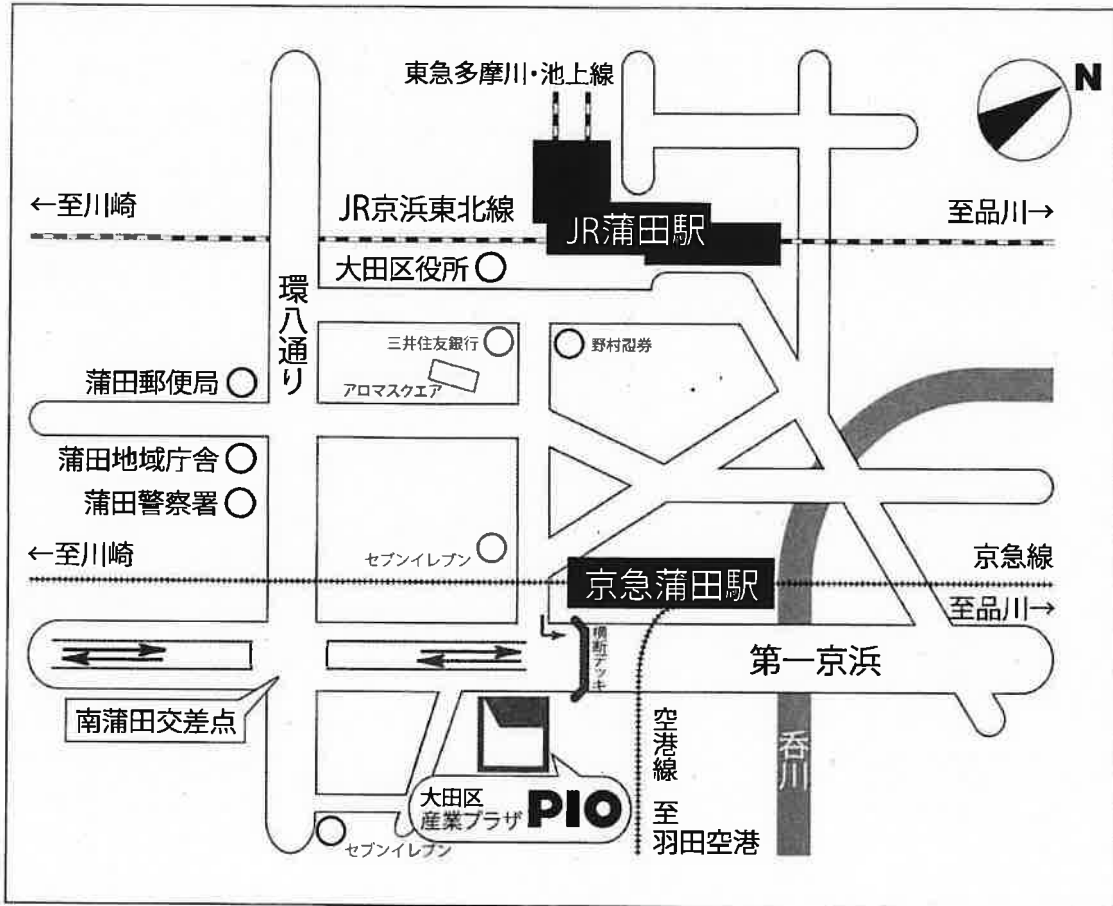 東急多摩川・池上線
N
←至川崎
JR京浜東北線
JR蒲田駅
至品川→
大田区役所
環八通り
三井住友銀行
野村證券
アロマスクエア
蒲田郵便局
蒲田地域庁舎
蒲田警察署
←至川崎
セブンイレブン
京急蒲田駅
京急線
至品川→
横断デッキ
第一京浜
南蒲田交差点
空港線 至
羽田空港
呑川
大田区
産業プラザ PIO
セブンイレブン